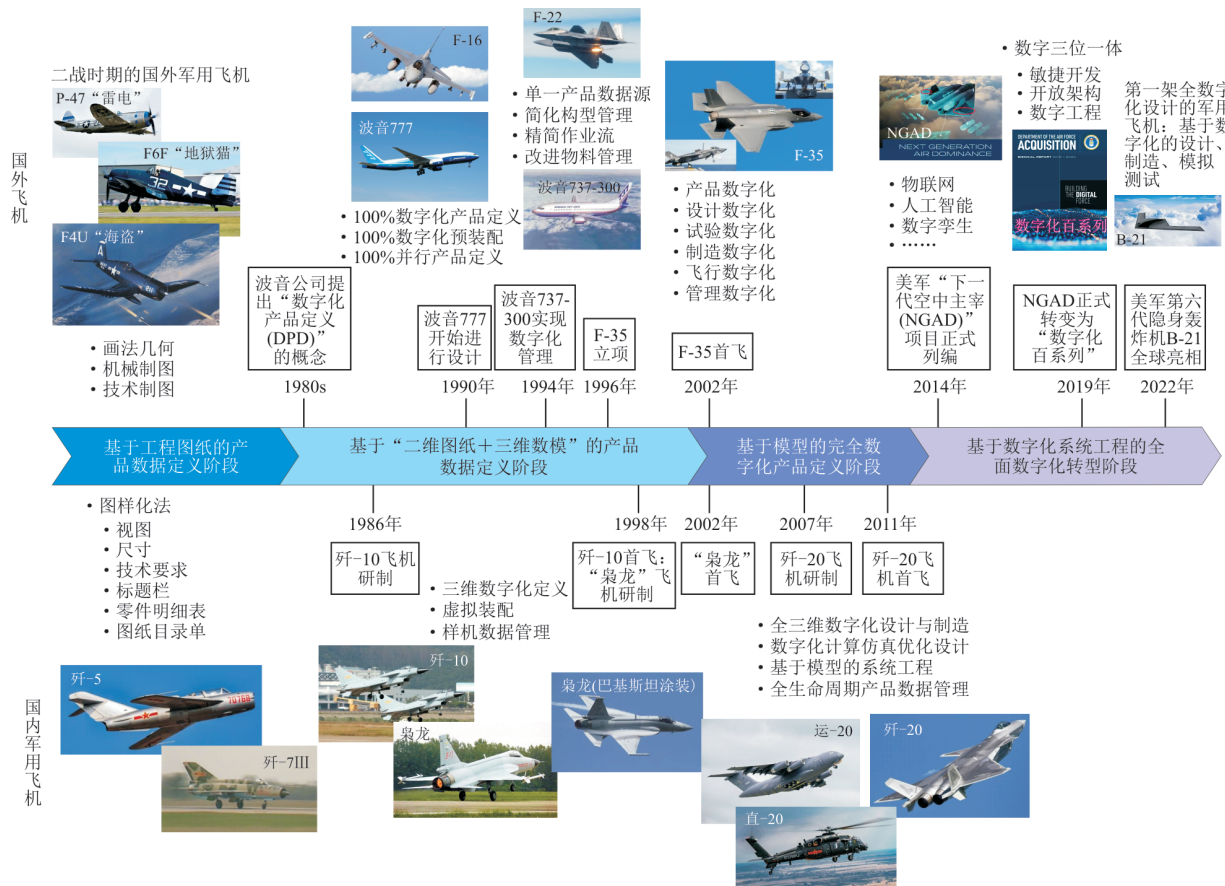 国外飞机
二战时期的国外军用飞机
P-47“雷电”
F6F“地狱猫”
32
F4U“海盗”
A
• 画法几何
• 机械制图
• 技术制图
F-16
波音777
• 100%数字化产品定义
• 100%数字化预装配
• 100%并行产品定义
F-22
• 单一产品数据源
• 简化构型管理
• 精简作业流
• 改进物料管理
波音737-300
F-35
• 产品数字化
• 设计数字化
• 试验数字化
• 制造数字化
• 飞行数字化
• 管理数字化
NGAD
NEXT GENERATION
AIR DOMINANCE
• 物联网
• 人工智能
• 数字孪生
• ……
• 数字三位一体
• 敏捷开发
• 开放架构
• 数字工程
DEPARTMENT OF THE AIR FORCE
ACQUISITION
BIENNIAL REPORT
BUILDING
THE DIGITAL
FORCE
数字化百系列
第一架全数字
化设计的军用
飞机：基于数
字化的设计、
制造、模拟
测试
B-21
波音公司提
出“数字化
产品定义
(DPD)”
的概念
1980s
波音777
开始进
行设计
1990年
波音737-
300实现
数字化
管理
1994年
F-35
立项
1996年
F-35首飞
2002年
美军“下一
代空中主宰
(NGAD)”
项目正式
列编
2014年
NGAD正式
转变为
“数字化
百系列”
2019年
美军第六
代隐身轰
炸机B-21
全球亮相
2022年
基于工程图纸的产
品数据定义阶段
基于“二维图纸＋三维数模”的产品
数据定义阶段
基于模型的完全数
字化产品定义阶段
基于数字化系统工程的全
面数字化转型阶段
• 图样化法
• 视图
• 尺寸
• 技术要求
• 标题栏
• 零件明细表
• 图纸目录单
1986年
歼-10飞机
研制
• 三维数字化定义
• 虚拟装配
• 样机数据管理
1998年
歼-10首飞：
“枭龙”飞
机研制
2002年
“枭龙”
首飞
2007年
歼-20飞
机研制
2011年
歼-20飞
机首飞
• 全三维数字化设计与制造
• 数字化计算仿真优化设计
• 基于模型的系统工程
• 全生命周期产品数据管理
国内军用飞机
歼-5
70768
歼-7III
歼-10
枭龙
枭龙(巴基斯坦涂装)
运-20
直-20
歼-20